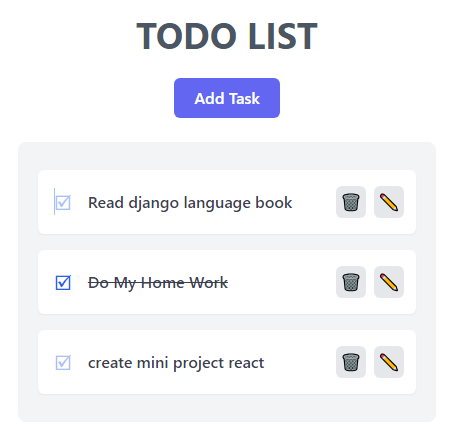 TODO LIST
Add Task
Read django language book
Do My Home Work
create mini project react